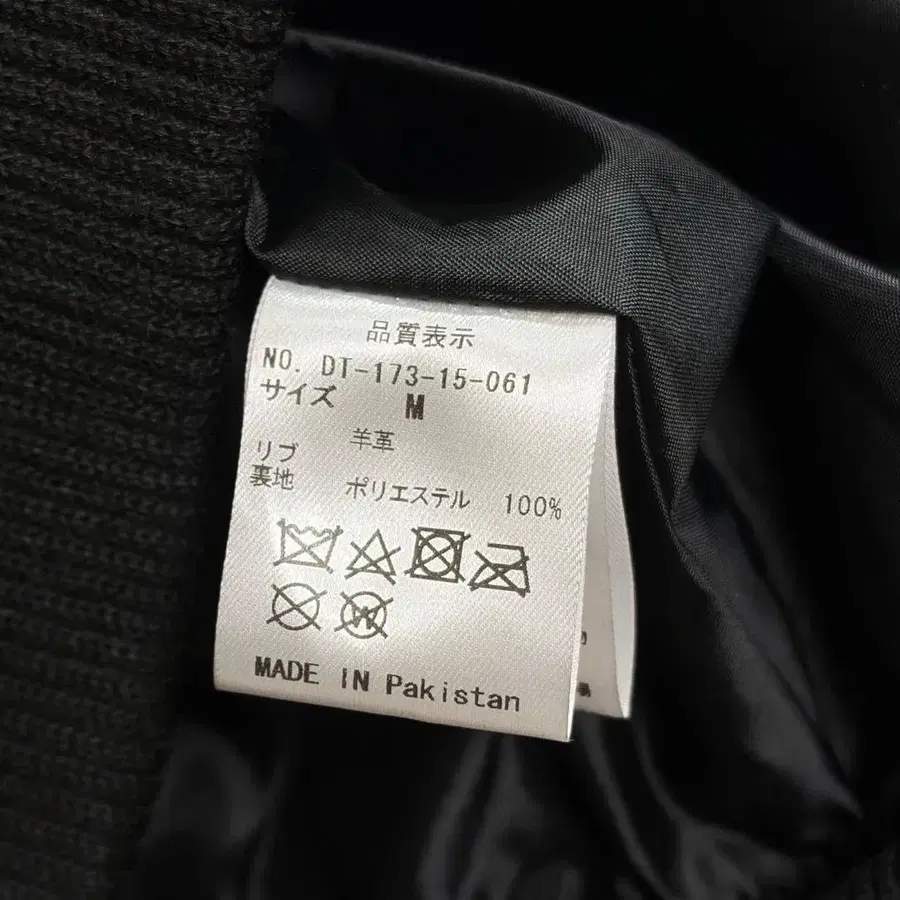 品質表示
NO. DT-173-15-061
サイズ M
羊革
リブ
裏地 ポリエステル 100%
W
MADE IN Pakistan